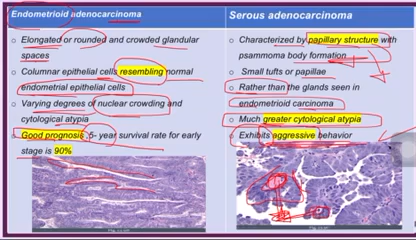 Endometrioid adenocarcinoma
o Elongated or rounded and crowded glandular
spaces
o Columnar epithelial cells resembling normal
endometrial epithelial cells
o Varying degrees of nuclear crowding and
cytological atypia
o Good prognosis ,5- year survival rate for early
stage is 90%
Serous adenocarcinoma
o Characterized by papillary structure with
psammoma body formation
o Small tufts or papillae
o Rather than the glands seen in
endometrioid carcinoma
o Much greater cytological atypia
o Exhibits aggressive behavior